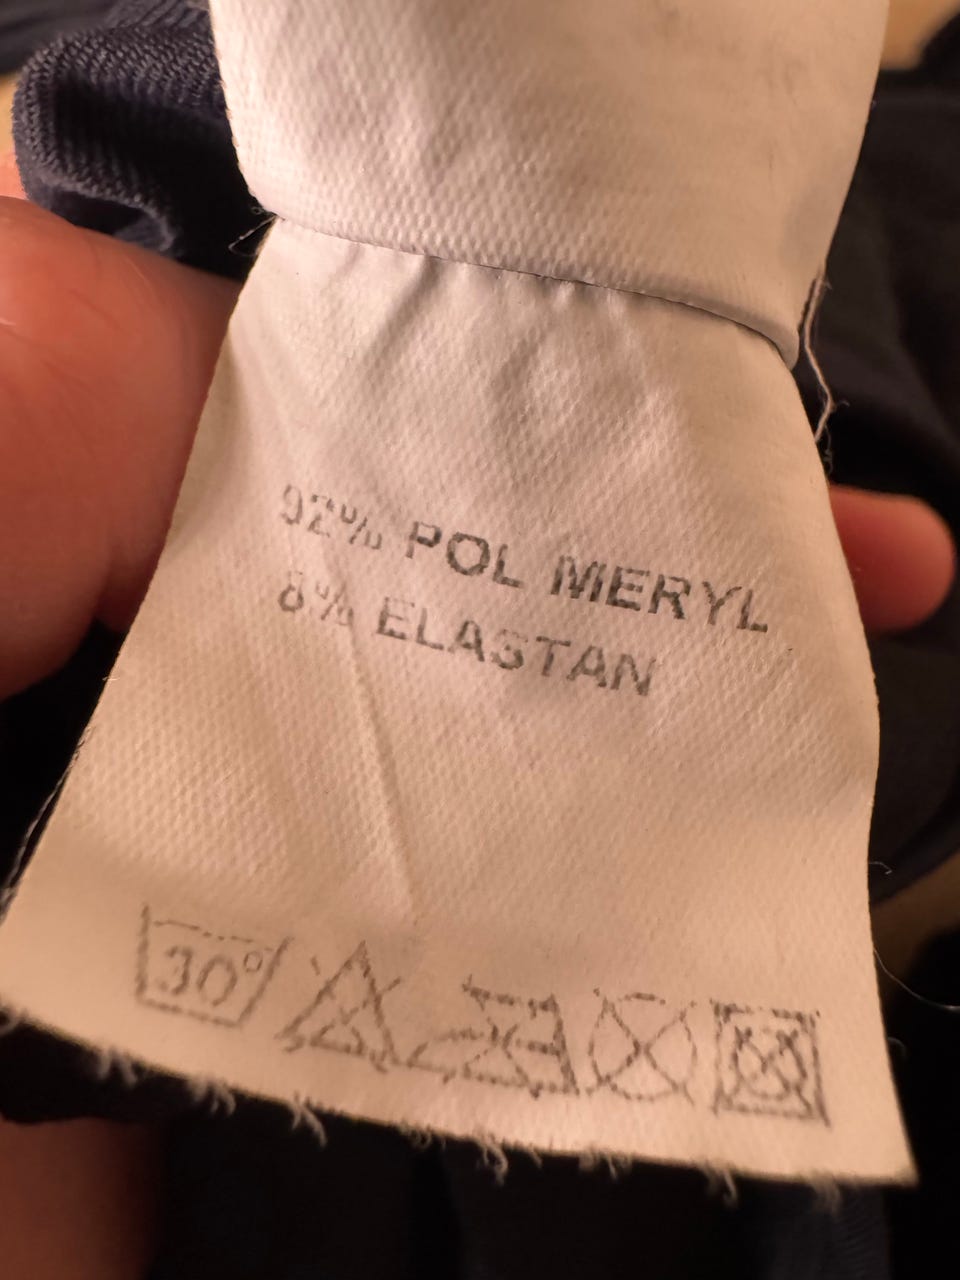 92% POL MERYL
8% ELASTAN
30°